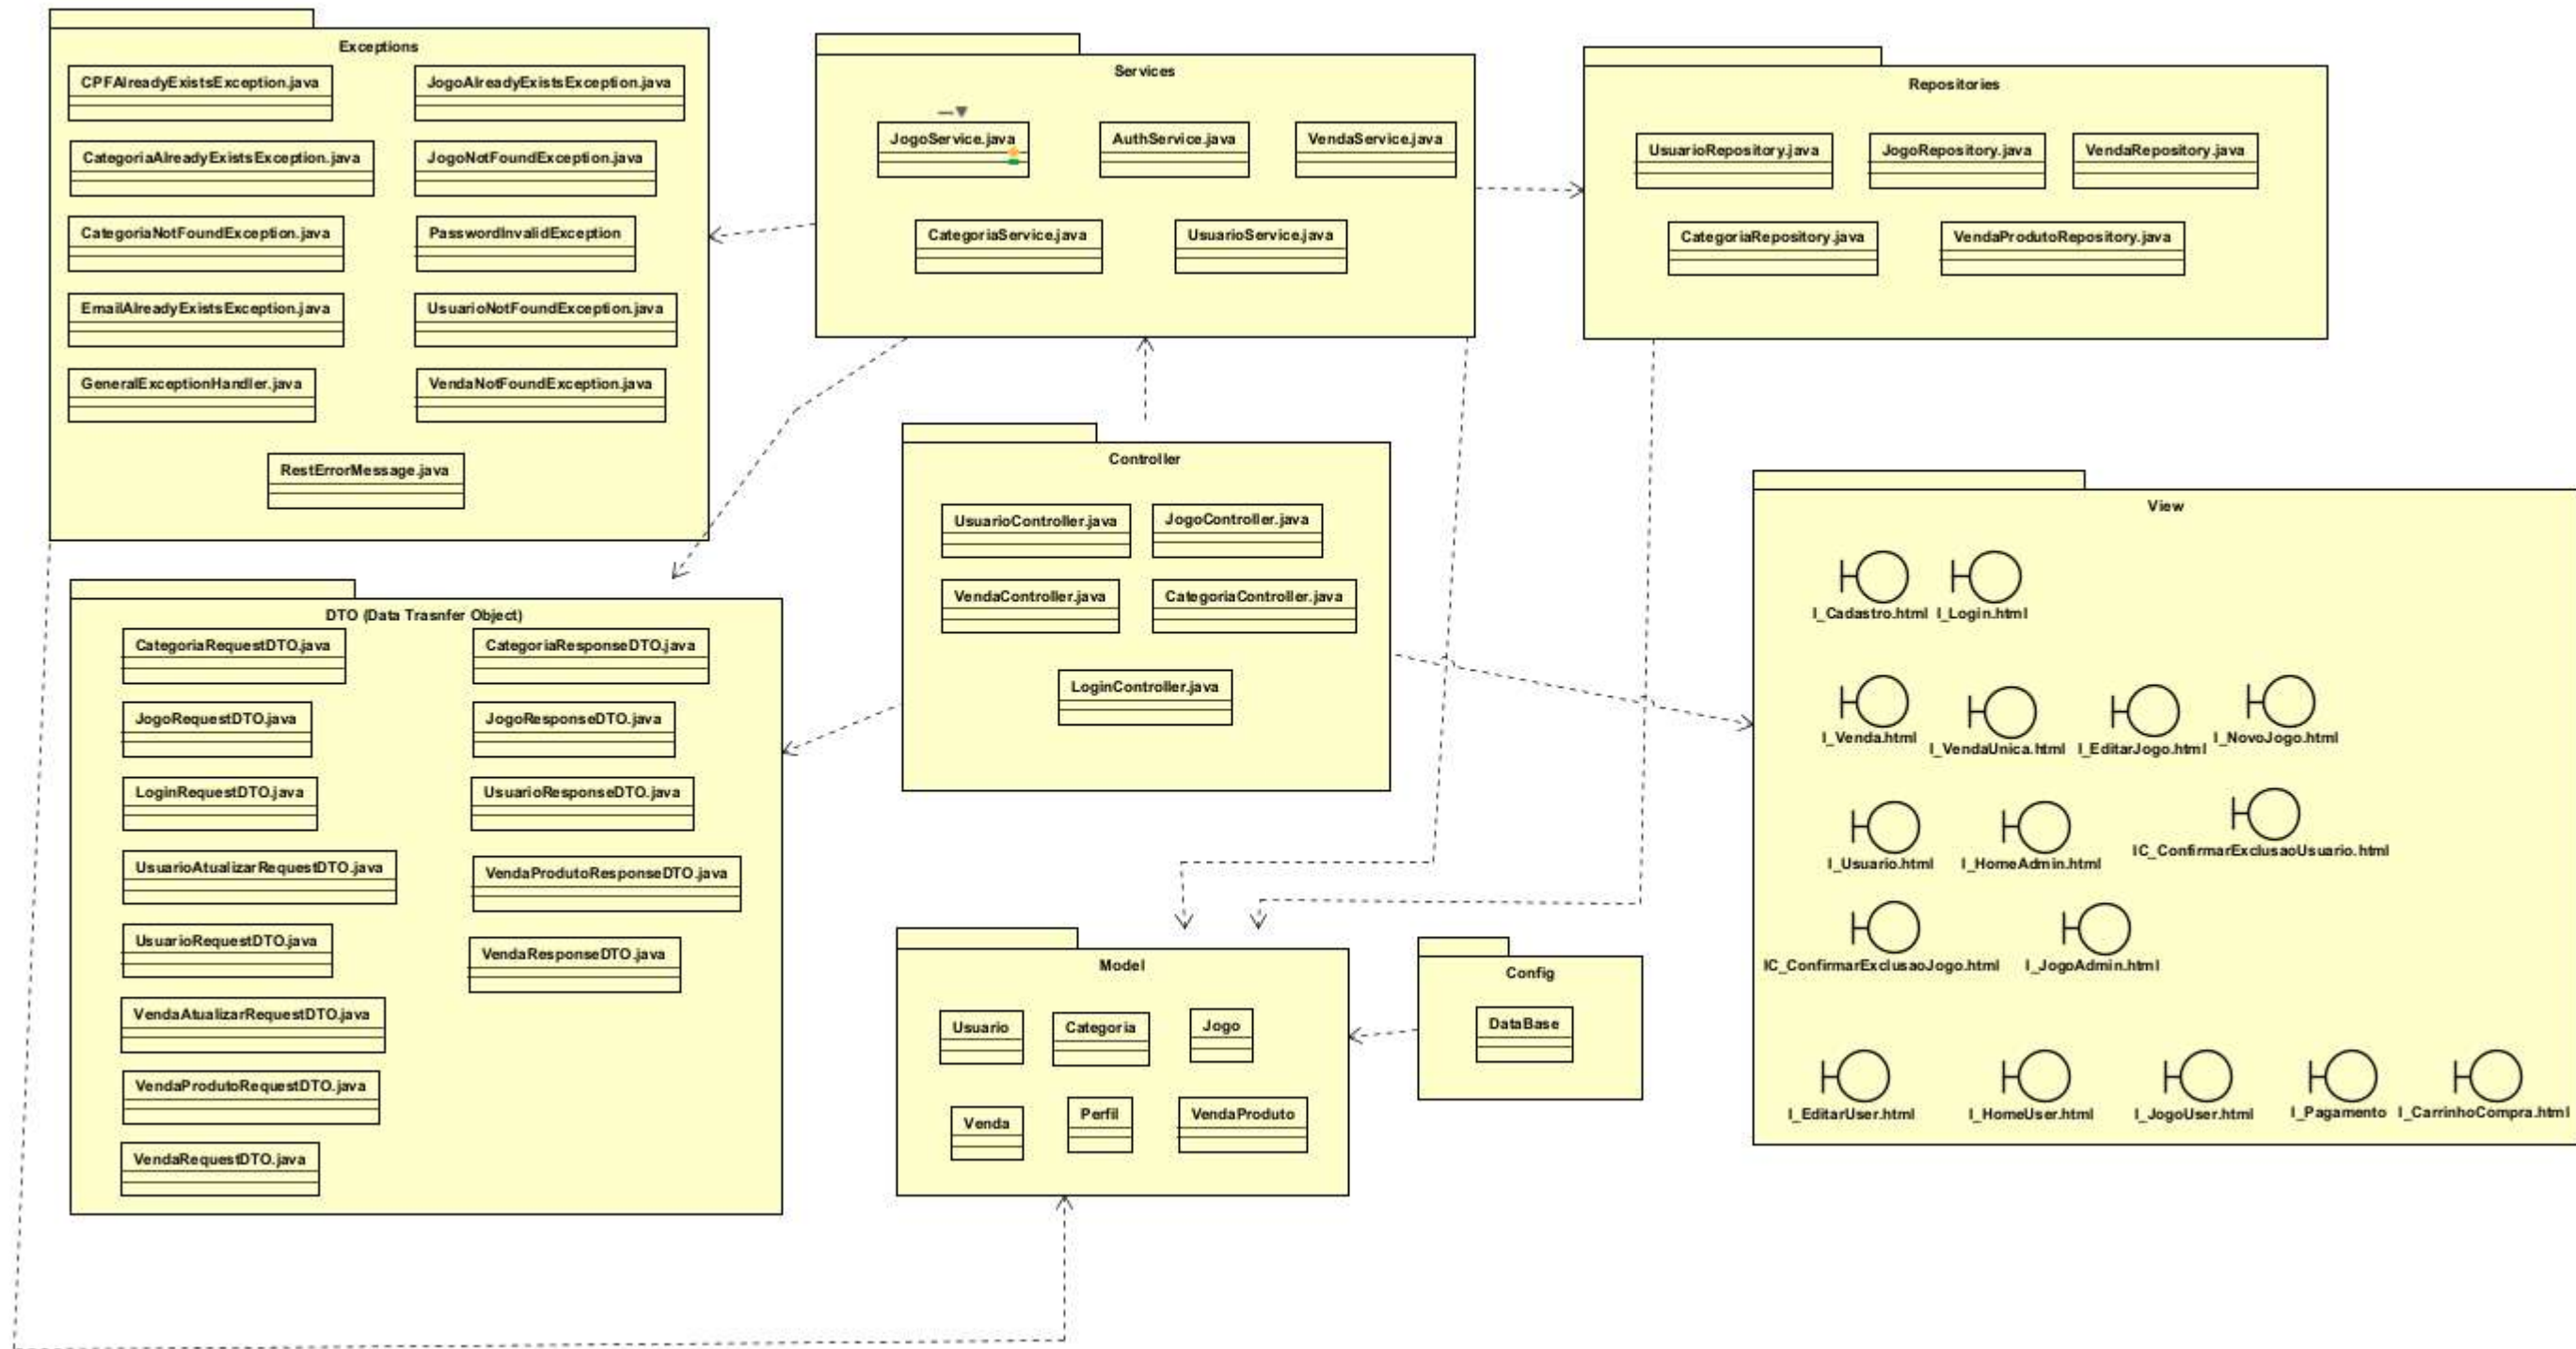 Exceptions
CPFAlreadyExistsException.java
JogoAlreadyExistsException.java
CategoriaAlreadyExistsException.java
JogoNotFoundException.java
CategoriaNotFoundException.java
PasswordInvalidException
EmailAlreadyExistsException.java
UsuarioNotFoundException.java
GeneralExceptionHandler.java
VendaNotFoundException.java
RestErrorMessage.java
Services
JogoService.java
AuthService.java
VendaService.java
CategoriaService.java
UsuarioService.java
Repositories
UsuarioRepository.java
JogoRepository.java
VendaRepository.java
CategoriaRepository.java
VendaProdutoRepository.java
Controller
UsuarioController.java
JogoController.java
VendaController.java
CategoriaController.java
LoginController.java
View
I_Cadastro.html
I_Login.html
I_Venda.html
I_VendaUnica.html
I_EditarJogo.html
I_NovoJogo.html
I_Usuario.html
I_HomeAdmin.html
IC_ConfirmarExclusaoUsuario.html
IC_ConfirmarExclusaoJogo.html
I_JogoAdmin.html
I_EditarUser.html
I_HomeUser.html
I_JogoUser.html
I_Pagamento
I_CarrinhoCompra.html
DTO (Data Trasnfer Object)
CategoriaRequestDTO.java
CategoriaResponseDTO.java
JogoRequestDTO.java
JogoResponseDTO.java
LoginRequestDTO.java
UsuarioResponseDTO.java
UsuarioAtualizarRequestDTO.java
VendaProdutoResponseDTO.java
UsuarioRequestDTO.java
VendaResponseDTO.java
VendaAtualizarRequestDTO.java
VendaProdutoRequestDTO.java
VendaRequestDTO.java
Model
Usuario
Categoria
Jogo
Venda
Perfil
VendaProduto
Config
DataBase